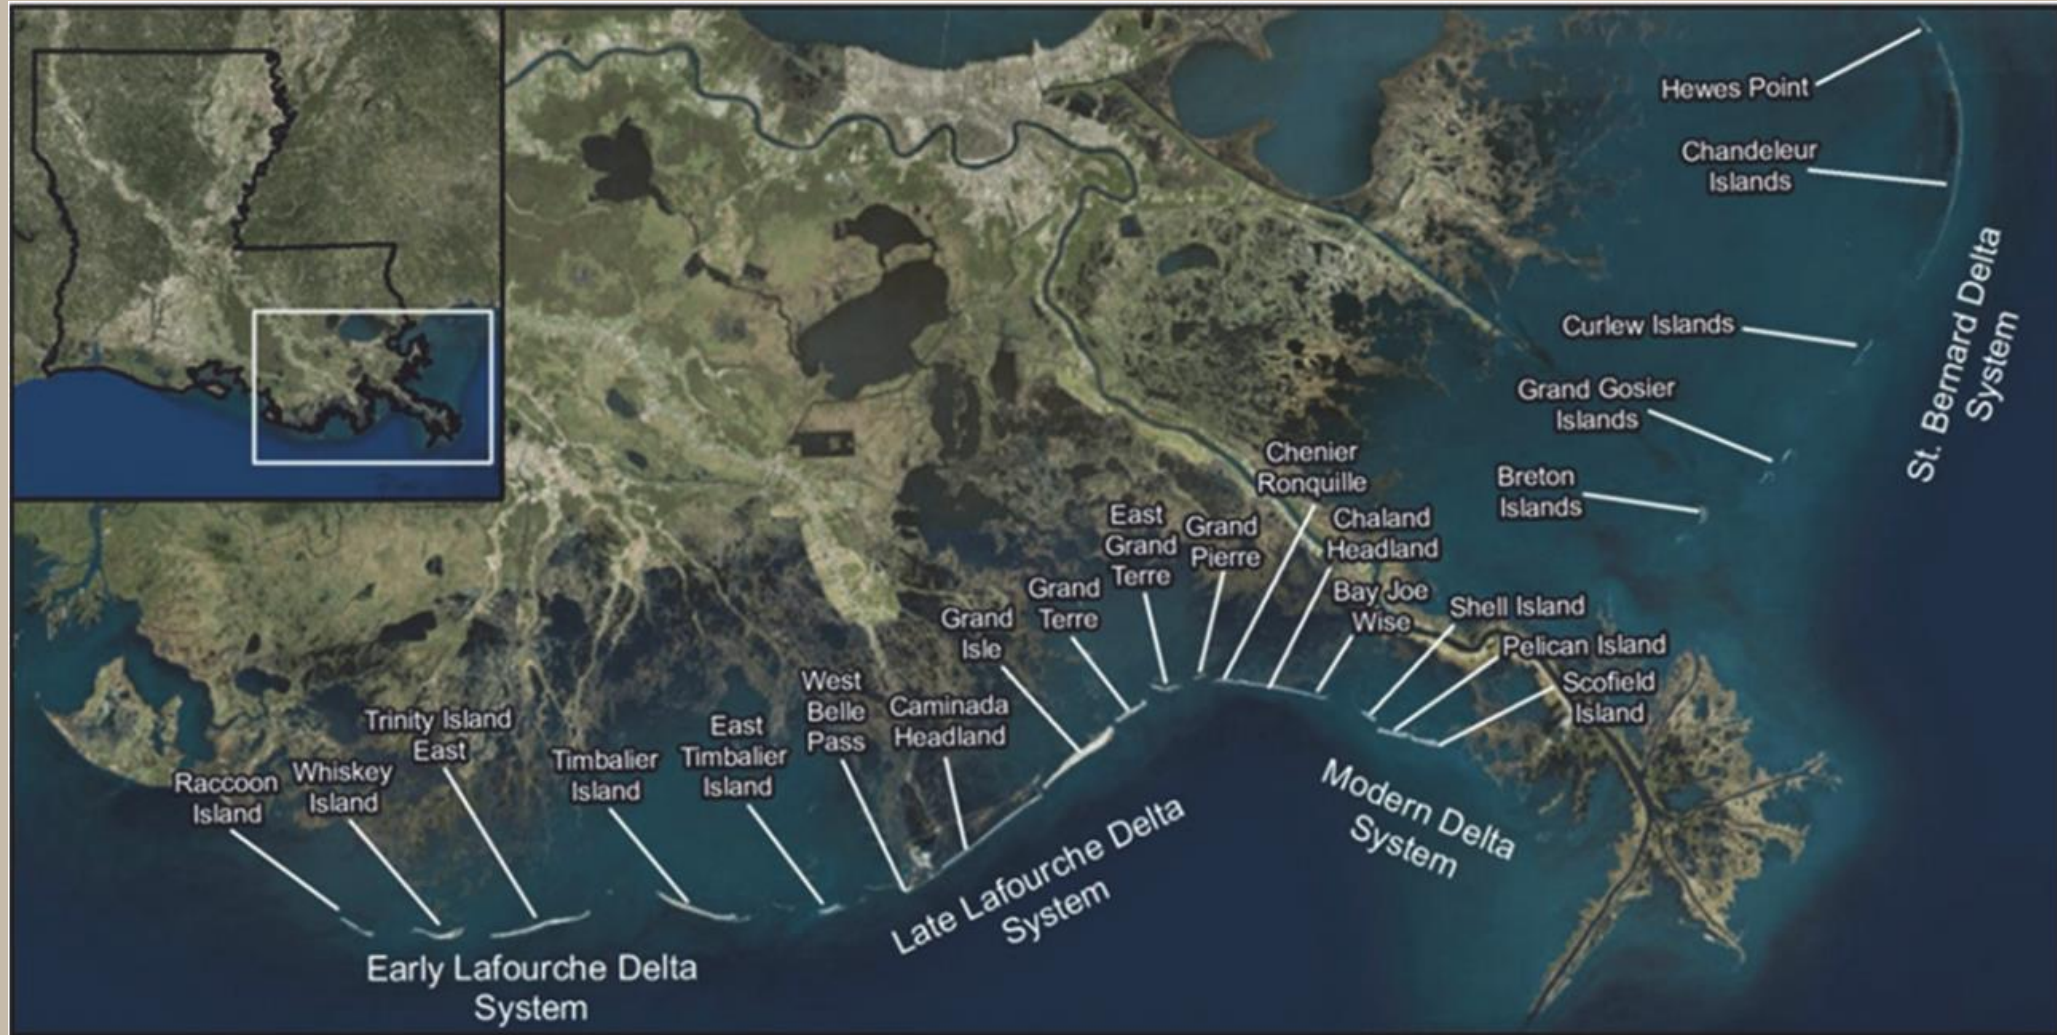 Hewes Point
Chandeleur
Islands
St. Bernard Delta
System
Curlew Islands
Grand Gosier
Islands
Breton
Islands
Chenier
Ronquille
Chaland
Headland
East
Grand
Terre
Grand
Pierre
Bay Joe
Wise
Shell Island
Pelican Island
Scofield
Island
Grand
Terre
Grand
Isle
West
Belle
Pass
Caminada
Headland
Trinity Island
East
East
Timbalier
Island
Timbalier
Island
Whiskey
Island
Raccoon
Island
Modern Delta
System
Late Lafourche Delta
System
Early Lafourche Delta
System